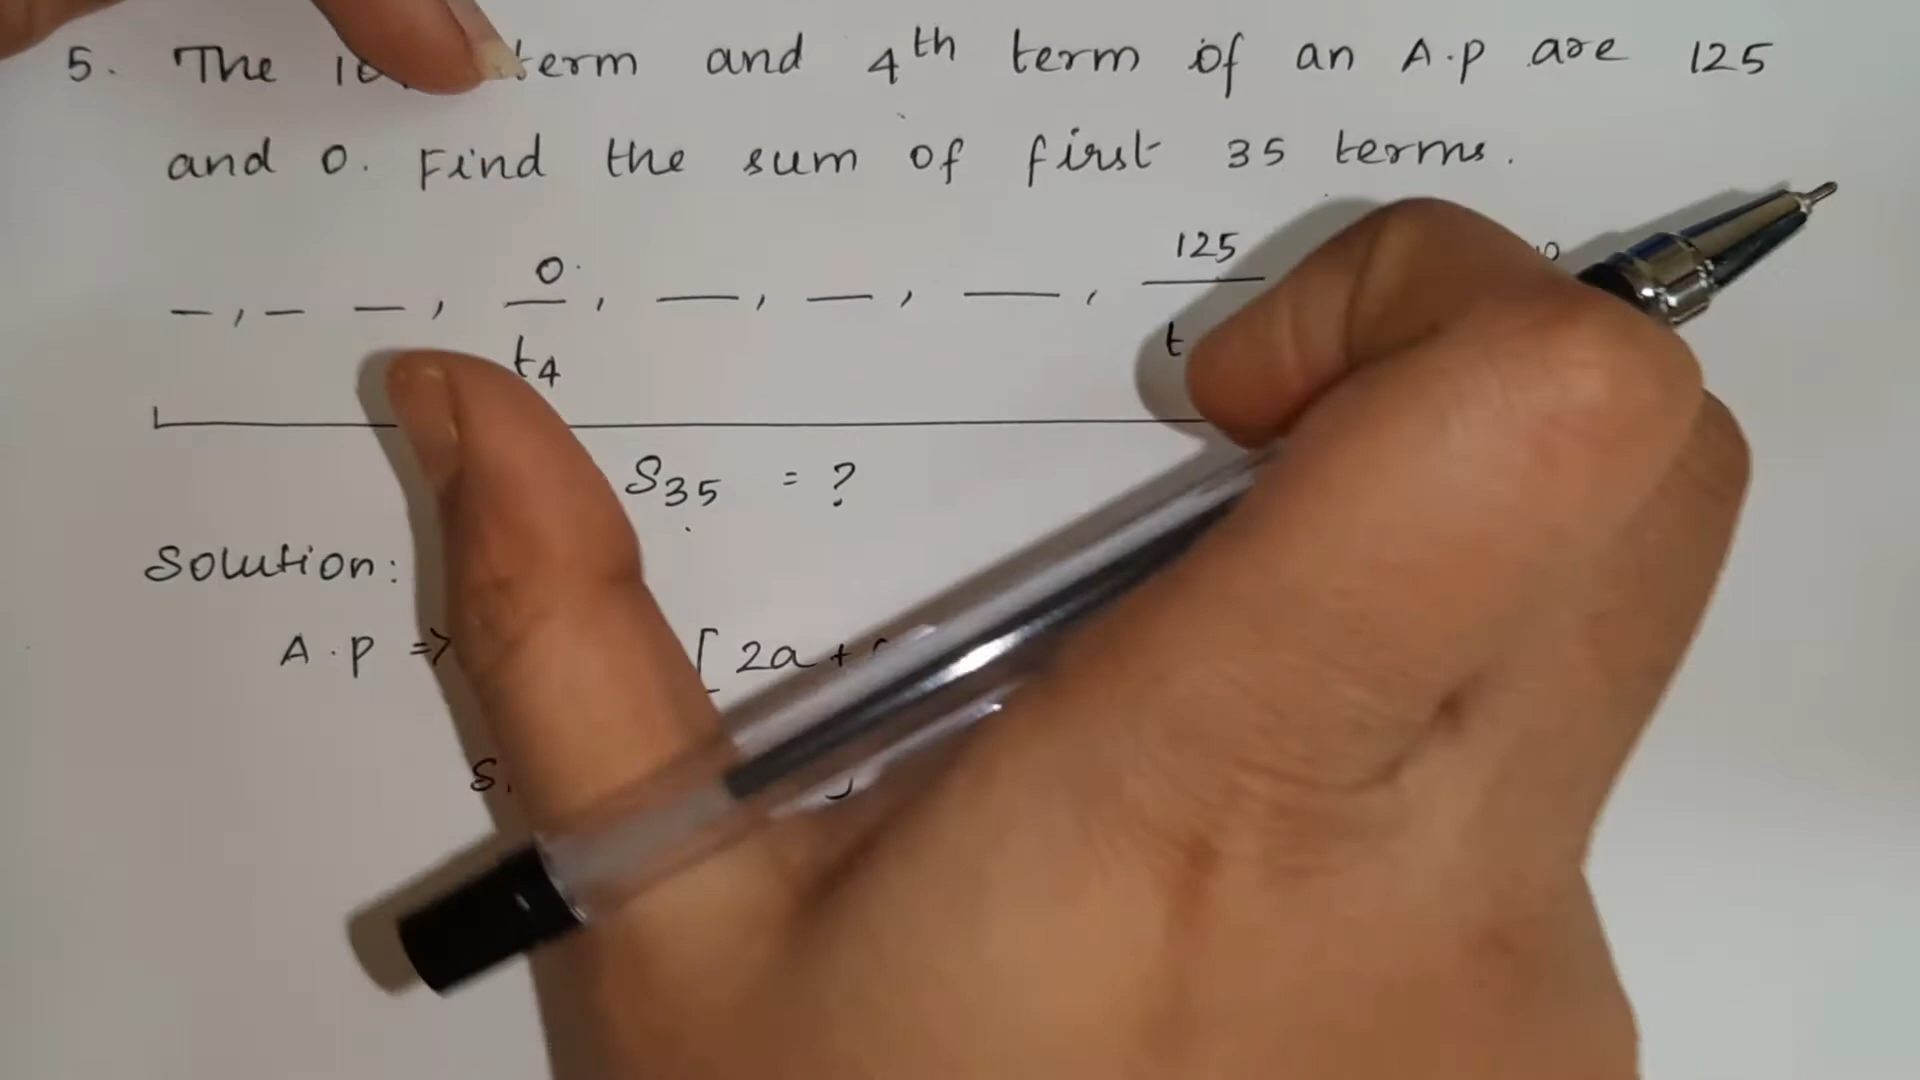 5. The term and 4th term of an A.P are 125
and 0. Find the sum of first 35 terms.
—, — —, 0, —, —, —, 125
t4 t
S35 = ?
Solution:
A.P => [2a +
S